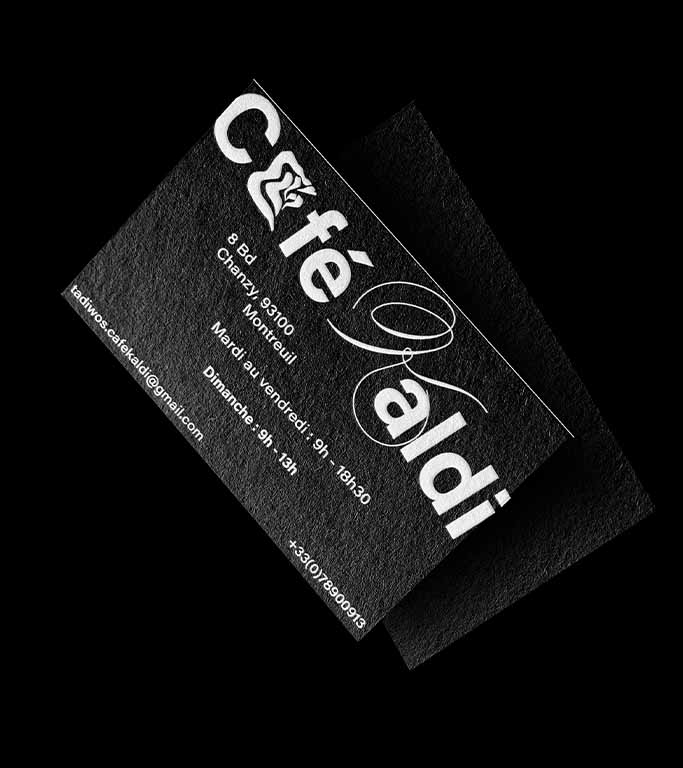 Café Kaldi
8 Bd
Chanzy, 93100
Montreuil
Mardi au vendredi : 9h - 18h30
Dimanche : 9h - 13h
tadiwos.cafekaldi@gmail.com
+33(0)78900913